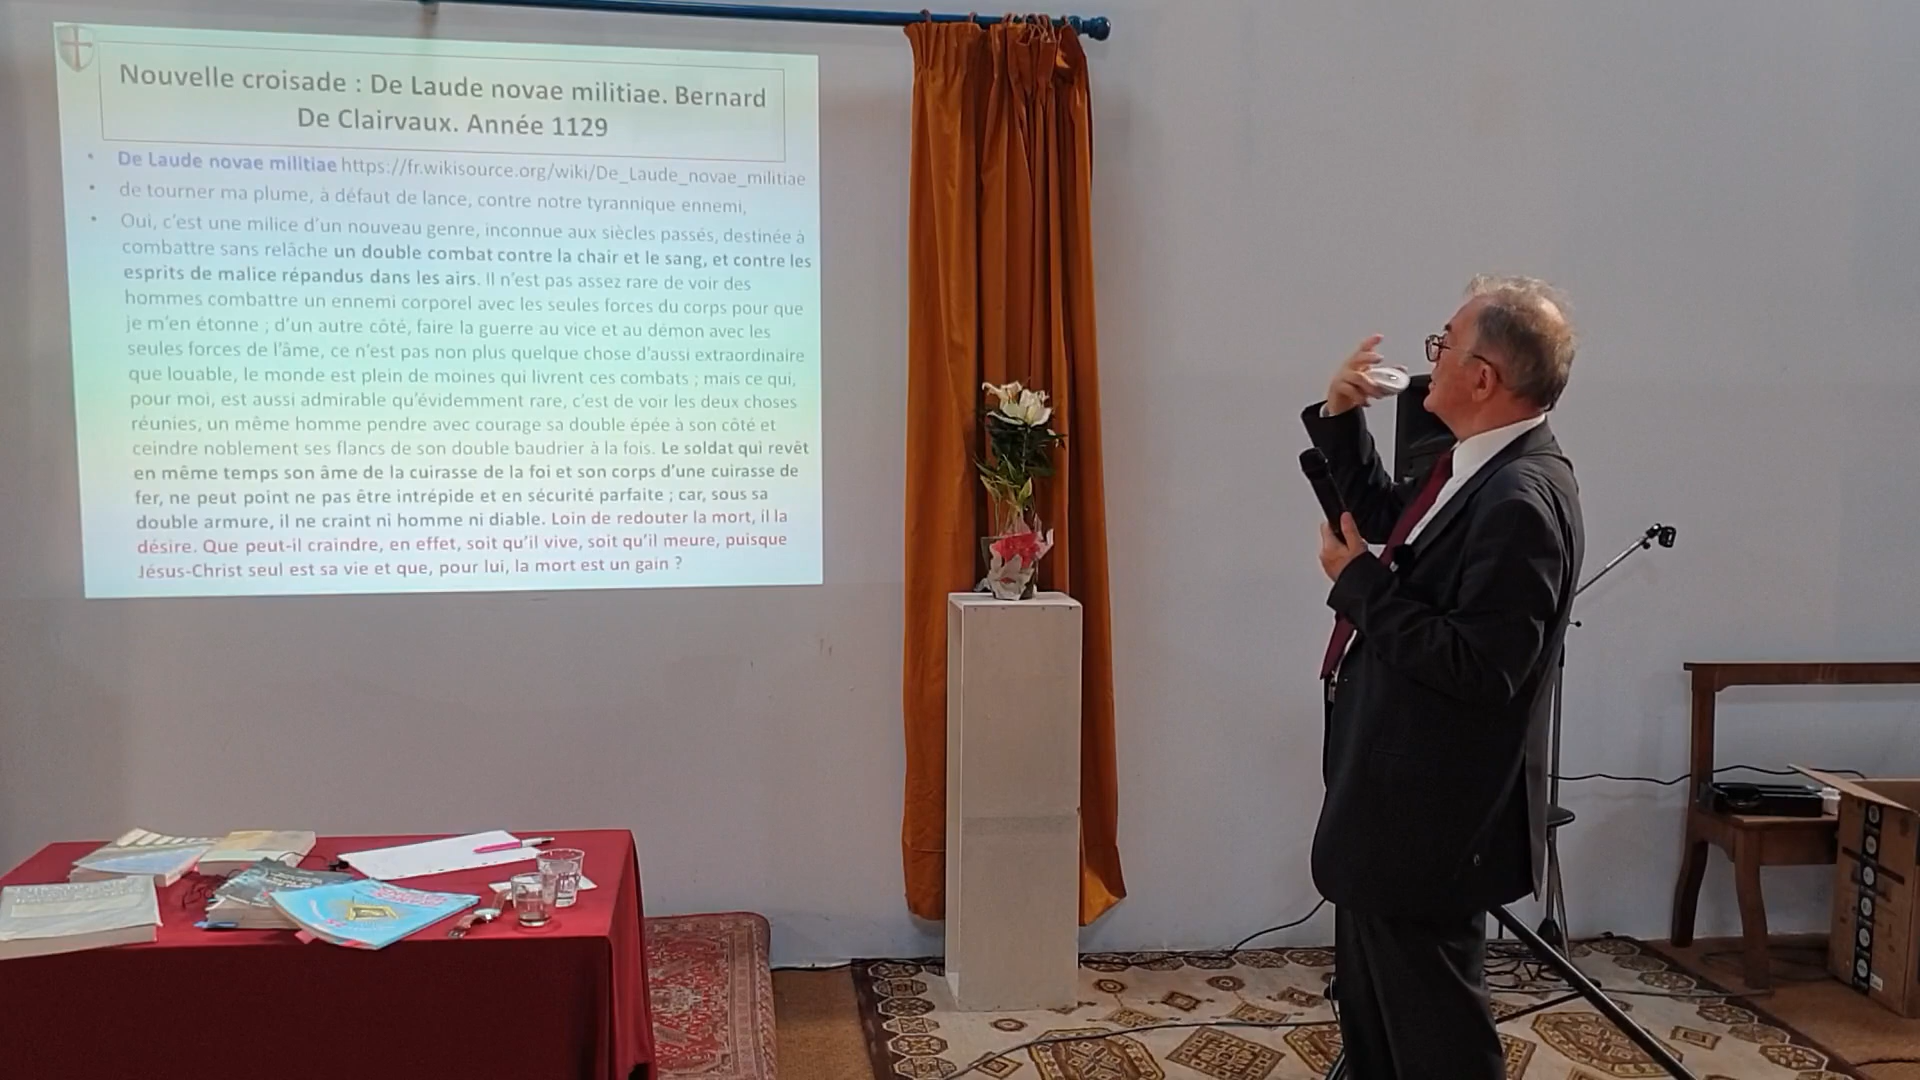 Nouvelle croisade : De Laude novae militiae. Bernard
De Clairvaux. Année 1129
• De Laude novae militiae https://fr.wikisource.org/wiki/De_Laude_novae_militiae
• de tourner ma plume, à défaut de lance, contre notre tyrannique ennemi,
• Oui, c'est une milice d'un nouveau genre, inconnue aux siècles passés, destinée à
combattre sans relâche un double combat contre la chair et le sang, et contre les
esprits de malice répandus dans les airs. Il n'est pas assez rare de voir des
hommes combattre un ennemi corporel avec les seules forces du corps pour que
je m'en étonne ; d'un autre côté, faire la guerre au vice et au démon avec les
seules forces de l'âme, ce n'est pas non plus quelque chose d'aussi extraordinaire
que louable, le monde est plein de moines qui livrent ces combats ; mais ce qui,
pour moi, est aussi admirable qu'évidemment rare, c'est de voir les deux choses
réunies, un même homme pendre avec courage sa double épée à son côté et
ceindre noblement ses flancs de son double baudrier à la fois. Le soldat qui revêt
en même temps son âme de la cuirasse de la foi et son corps d'une cuirasse de
fer, ne peut point ne pas être intrépide et en sécurité parfaite ; car, sous sa
double armure, il ne craint ni homme ni diable. Loin de redouter la mort, il la
désire. Que peut-il craindre, en effet, soit qu'il vive, soit qu'il meure, puisque
Jésus-Christ seul est sa vie et que, pour lui, la mort est un gain ?